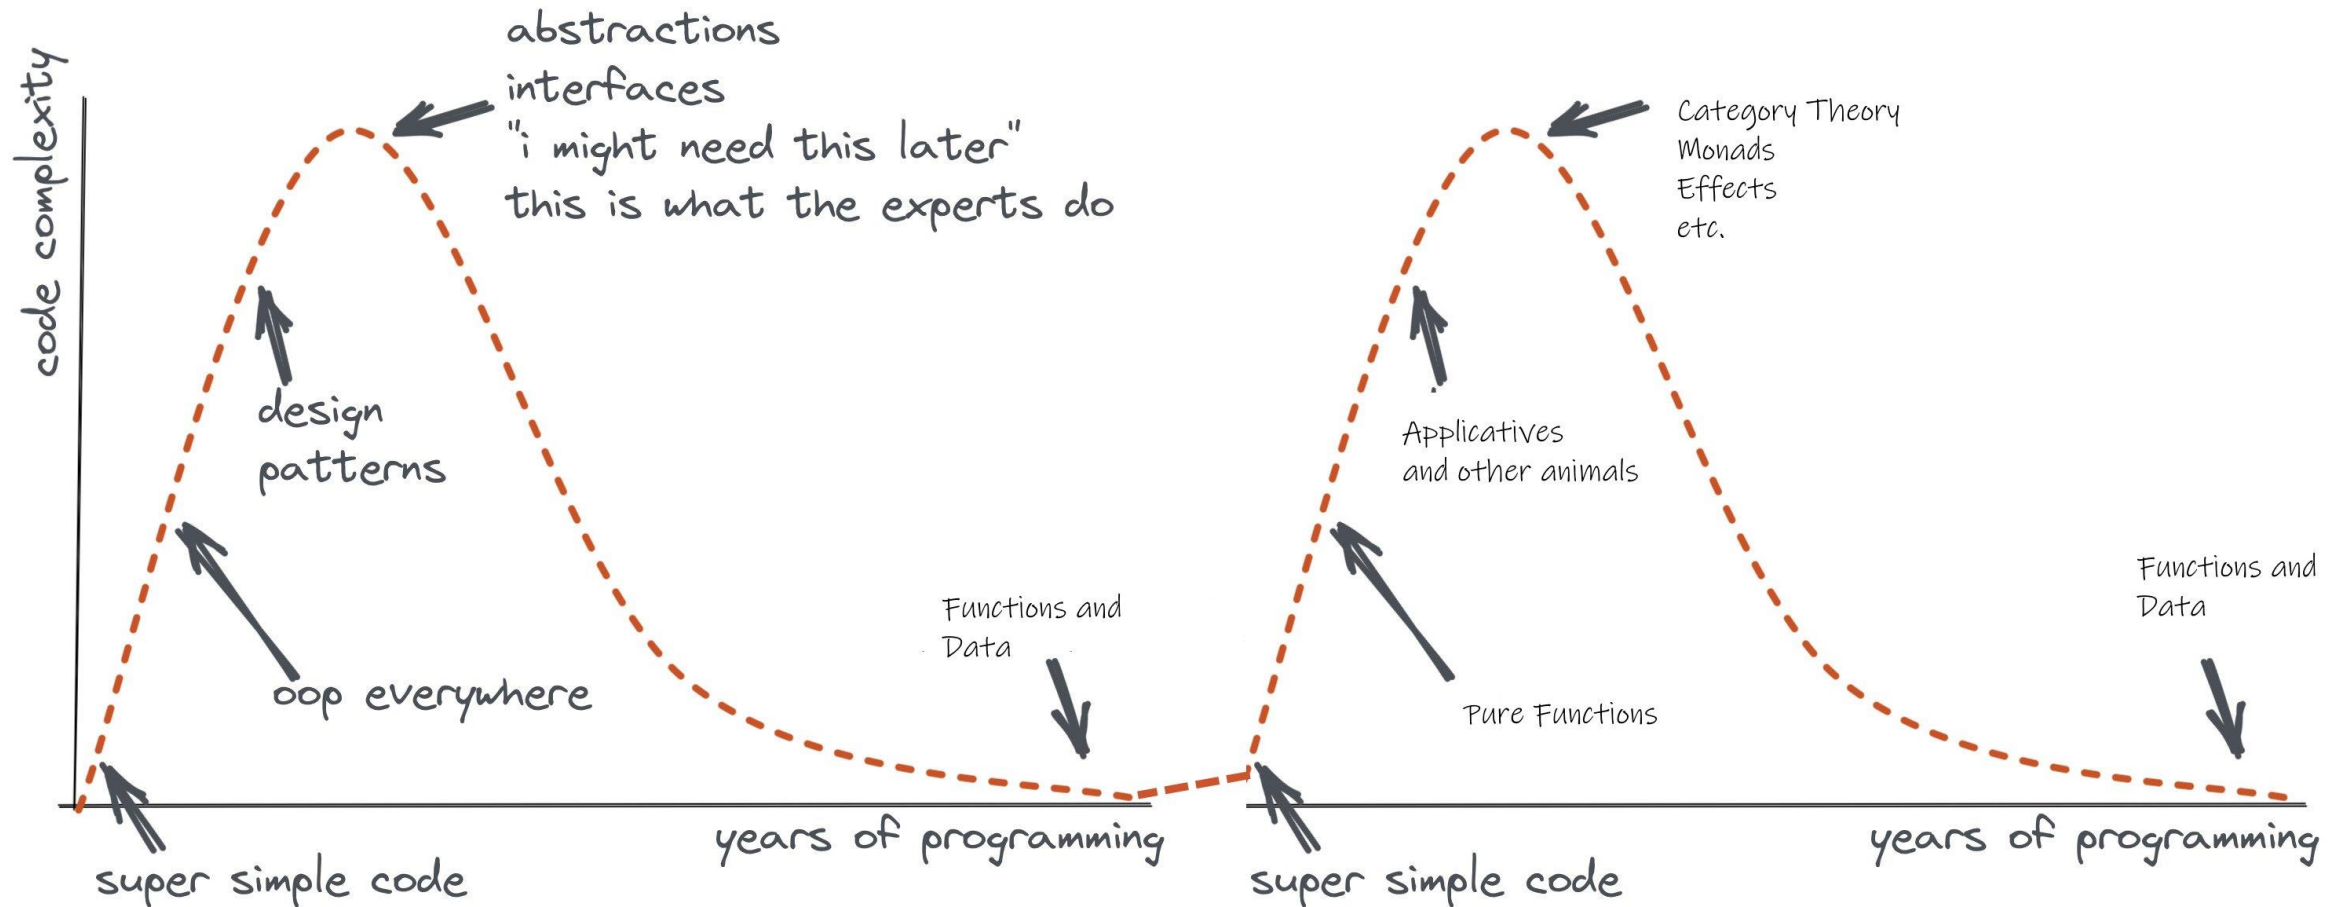 code complexity
abstractions
interfaces
"i might need this later"
this is what the experts do
design
patterns
oop everywhere
super simple code
Functions and
Data
years of programming
Category Theory
Monads
Effects
etc.
Applicatives
and other animals
Pure Functions
super simple code
Functions and
Data
years of programming